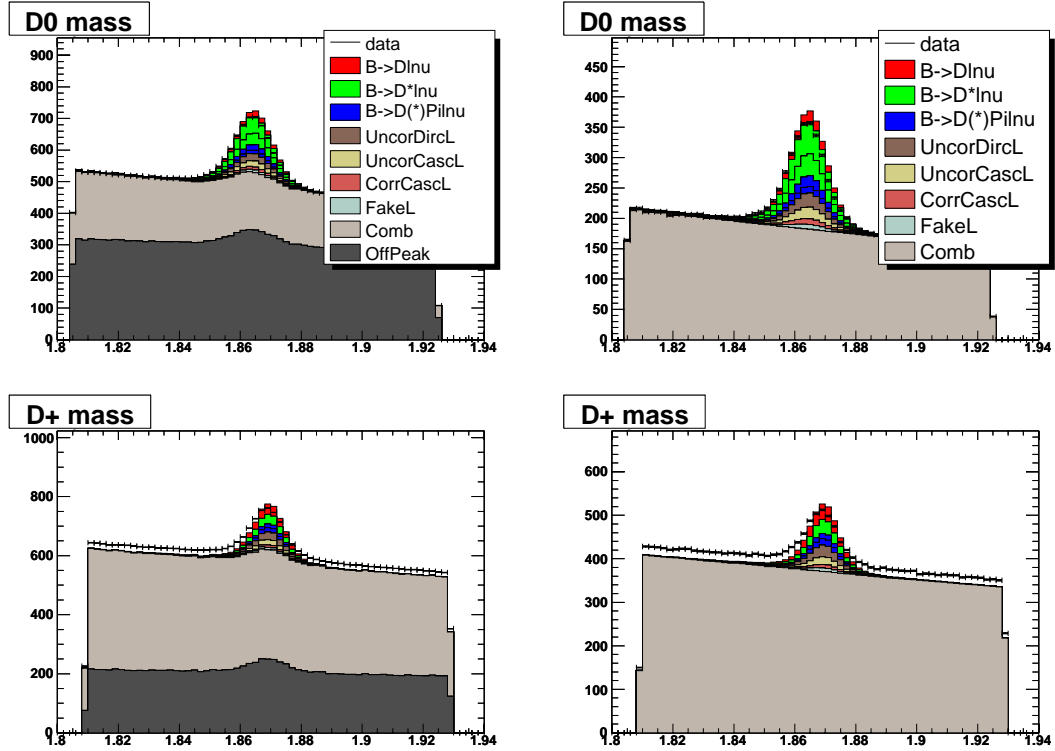 D0 mass
900
800
700
600
500
400
300
200
100
0
1.8
1.82
1.84
1.86
1.88
1.9
1.92
1.94
data
B->Dlnu
B->D*lnu
B->D(*)Pilnu
UncorDircL
UncorCascL
CorrCascL
FakeL
Comb
OffPeak
D0 mass
450
400
350
300
250
200
150
100
50
0
1.8
1.82
1.84
1.86
1.88
1.9
1.92
1.94
data
B->Dlnu
B->D*lnu
B->D(*)Pilnu
UncorDircL
UncorCascL
CorrCascL
FakeL
Comb
D+ mass
1000
800
600
400
200
0
1.8
1.82
1.84
1.86
1.88
1.9
1.92
1.94
D+ mass
600
500
400
300
200
100
0
1.8
1.82
1.84
1.86
1.88
1.9
1.92
1.94